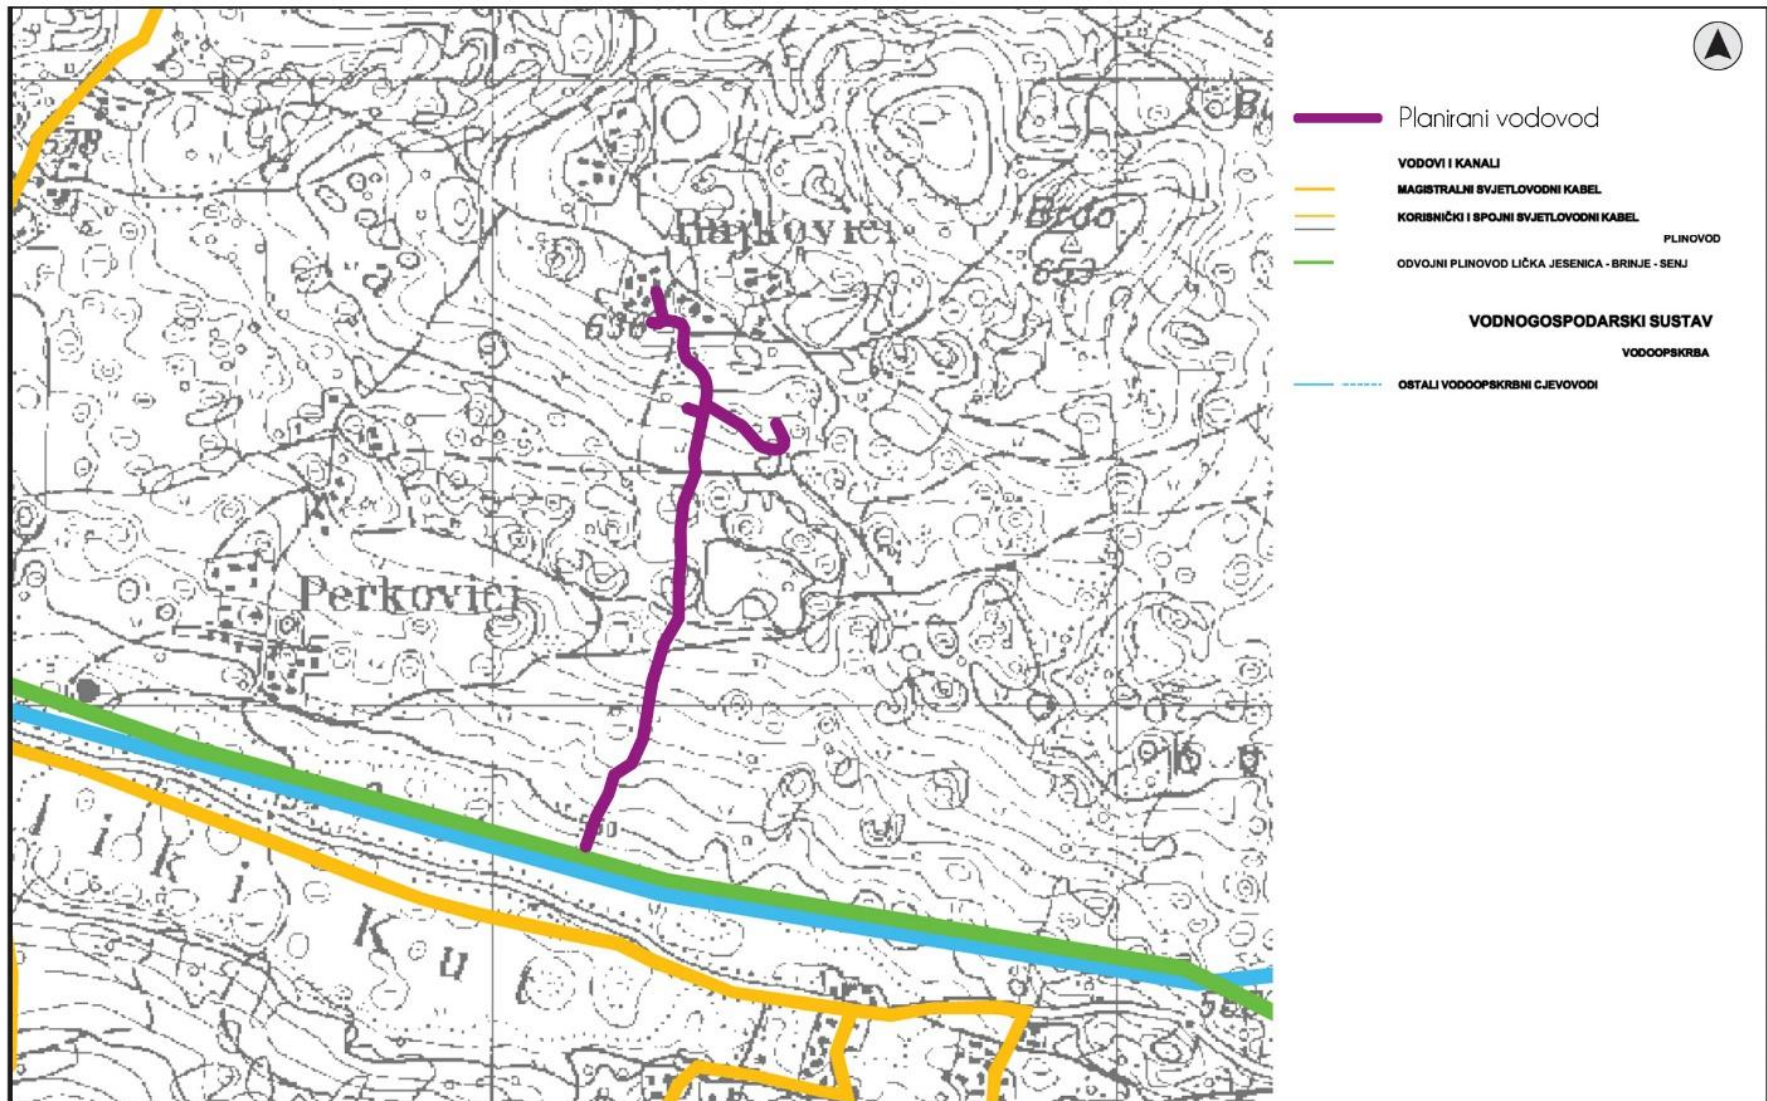 Planirani vodovod
VODOVI I KANALI
MAGISTRALNI SVJETLOVODNI KABEL
KORISNIČKI I SPOJNI SVJETLOVODNI KABEL
PLINOVOD
ODVOJNI PLINOVOD LIČKA JESENICA - BRINJE - SENJ
VODNOGOSPODARSKI SUSTAV
VODOOPSKRBA
OSTALI VODOOPSKRBNI CJEVOVODI
Brdo
Perkovići